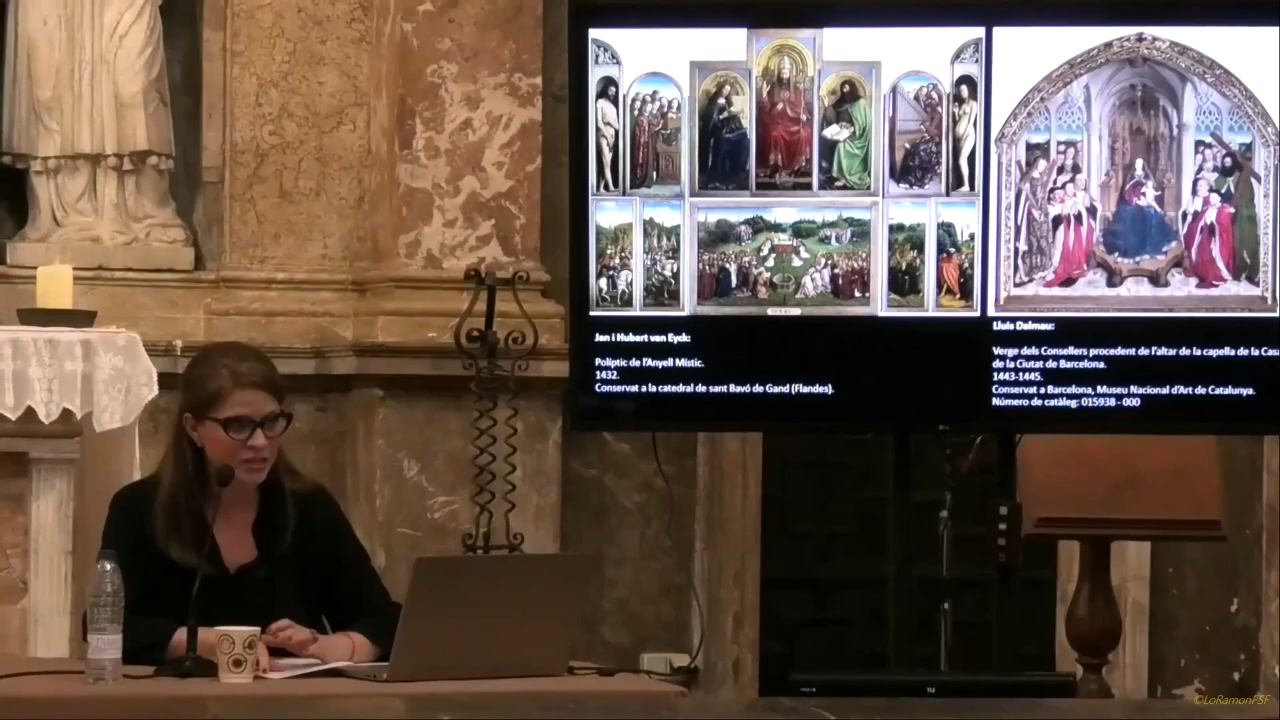 Jan i Hubert van Eyck:
Políptic de l'Anyell Místic.
1432.
Conservat a la catedral de sant Bavó de Gand (Flandes).
Lluís Dalmau:
Verge dels Consellers procedent de l'altar de la capella de la Casa
de la Ciutat de Barcelona.
1443-1445.
Conservat a Barcelona, Museu Nacional d'Art de Catalunya.
Número de catàleg: 015938 - 000
©LoRamonFSF